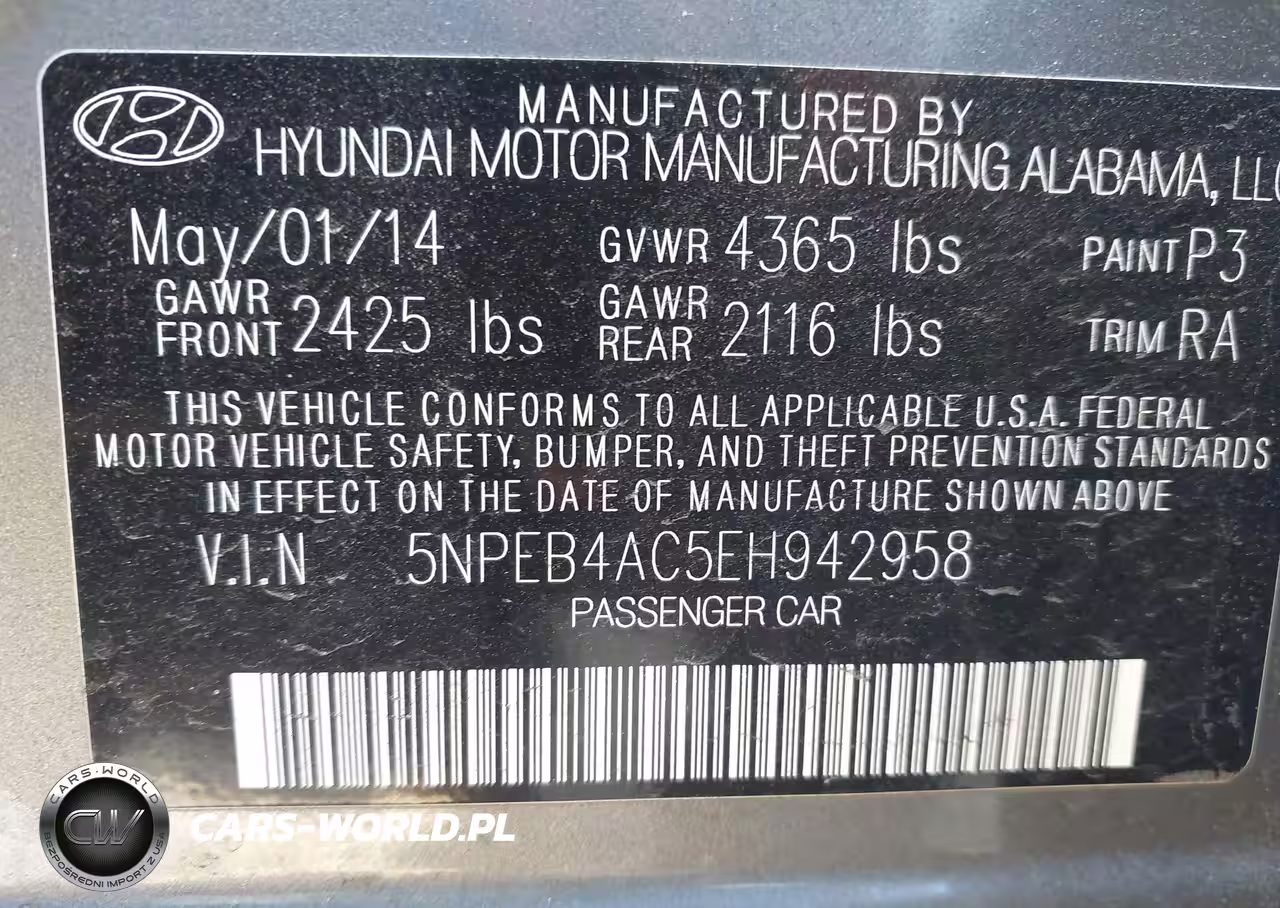 MANUFACTURED BY
HYUNDAI MOTOR MANUFACTURING ALABAMA, LLC
May/01/14 GVWR 4365 lbs PAINT P3
GAWR FRONT 2425 lbs GAWR REAR 2116 lbs TRIM RA
THIS VEHICLE CONFORMS TO ALL APPLICABLE U.S.A. FEDERAL
MOTOR VEHICLE SAFETY, BUMPER, AND THEFT PREVENTION STANDARDS
IN EFFECT ON THE DATE OF MANUFACTURE SHOWN ABOVE
V.I.N 5NPEB4AC5EH942958
PASSENGER CAR
CARS-WORLD
CW
BEZPOŚREDNI IMPORT Z USA
CARS-WORLD.PL